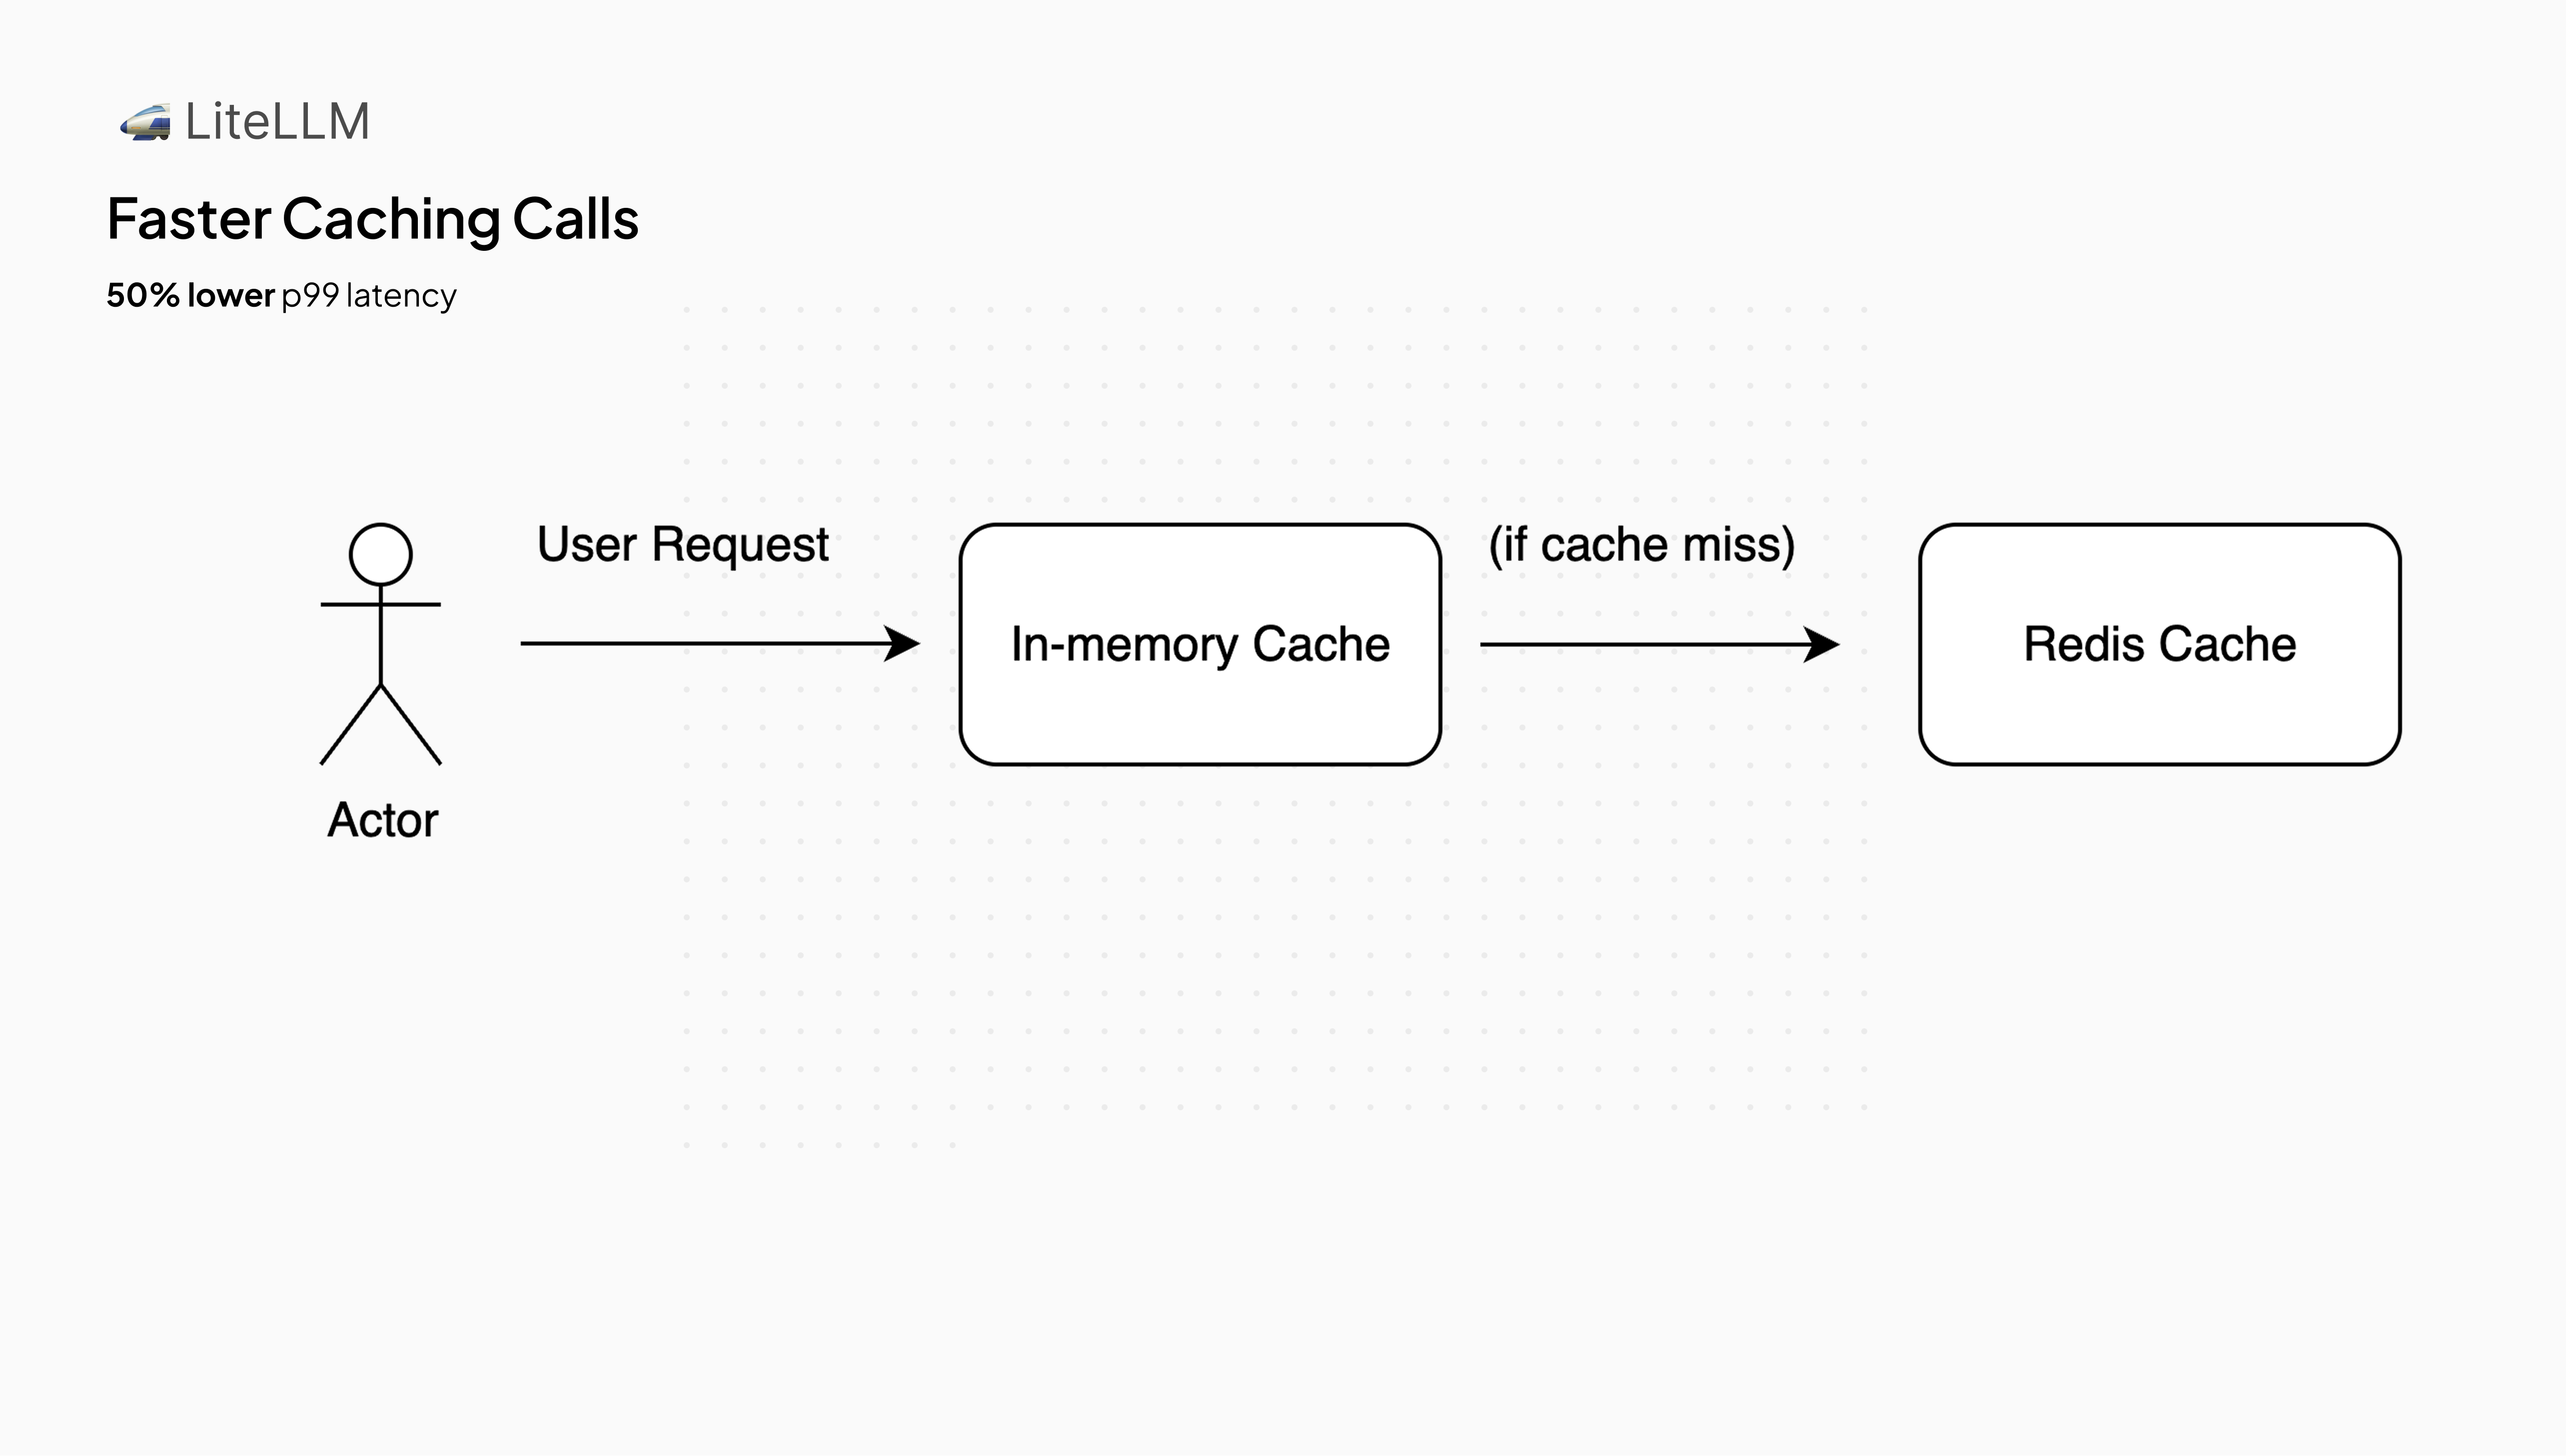 LiteLLM
Faster Caching Calls
50% lower p99 latency
User Request
(if cache miss)
In-memory Cache
Redis Cache
Actor